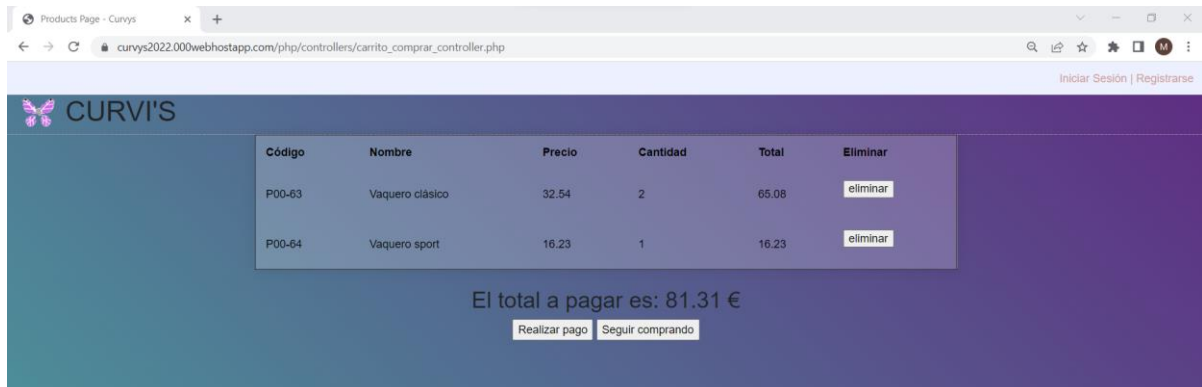 Products Page - Curvys
curvys2022.000webhostapp.com/php/controllers/carrito_comprar_controller.php
M
Iniciar Sesión | Registrarse
CURVI'S
Código Nombre Precio Cantidad Total Eliminar
P00-63 Vaquero clásico 32.54 2 65.08 eliminar
P00-64 Vaquero sport 16.23 1 16.23 eliminar
El total a pagar es: 81.31 €
Realizar pago Seguir comprando